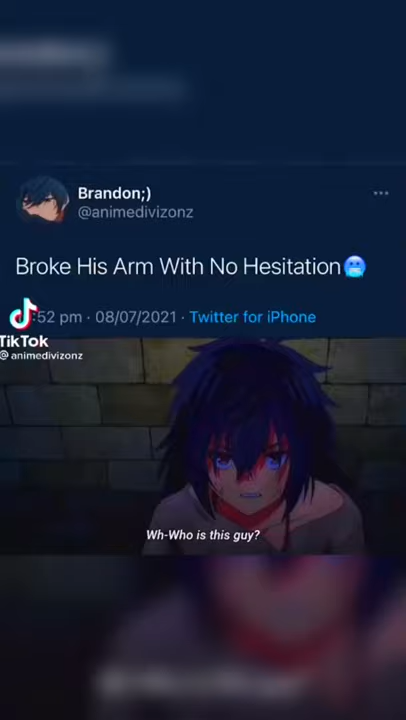 Brandon;)
@animedivizonz
Broke His Arm With No Hesitation🥶
:52 pm · 08/07/2021 · Twitter for iPhone
TikTok
@animedivizonz
Wh-Who is this guy?